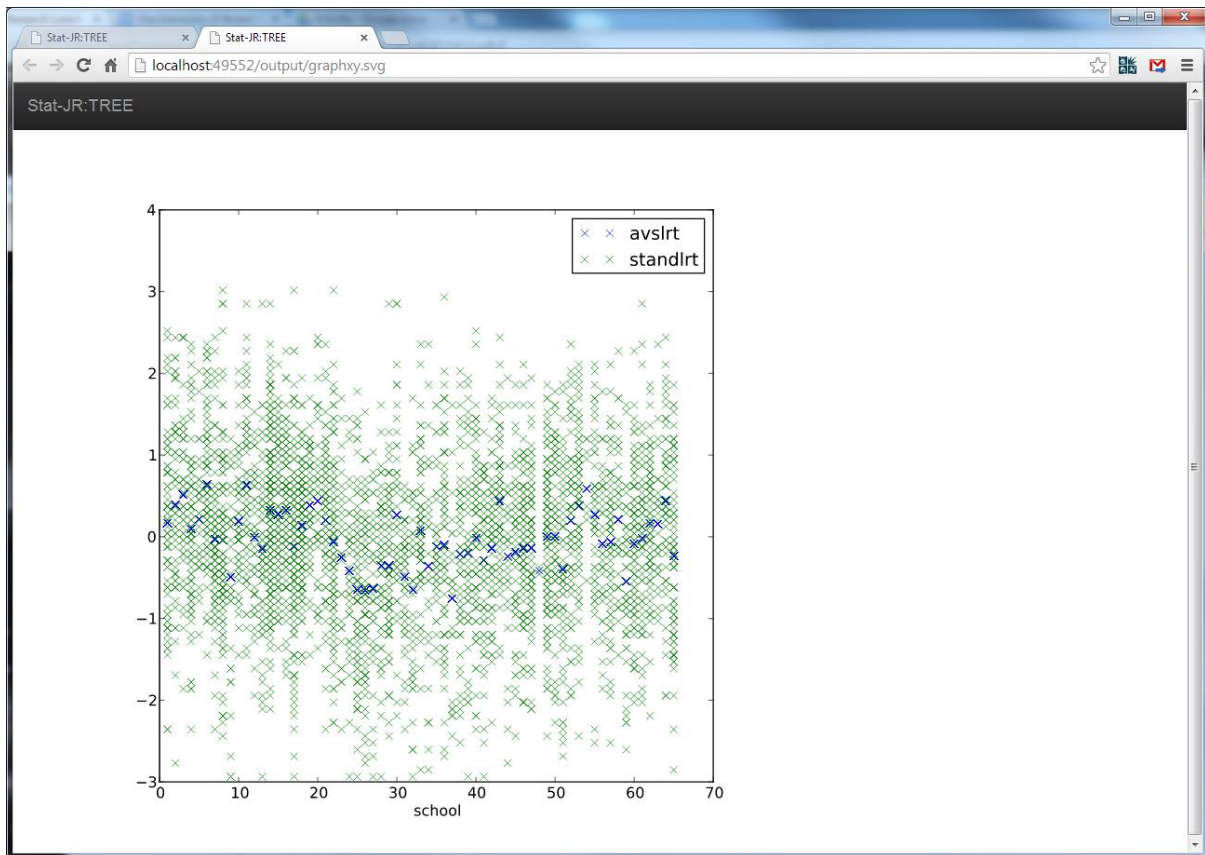 Stat-JR:TREE
Stat-JR:TREE
localhost:49552/output/graphxy.svg
Stat-JR:TREE
avslrt
standlrt
4
3
2
1
0
−1
−2
−3
0 10 20 30 40 50 60 70
school